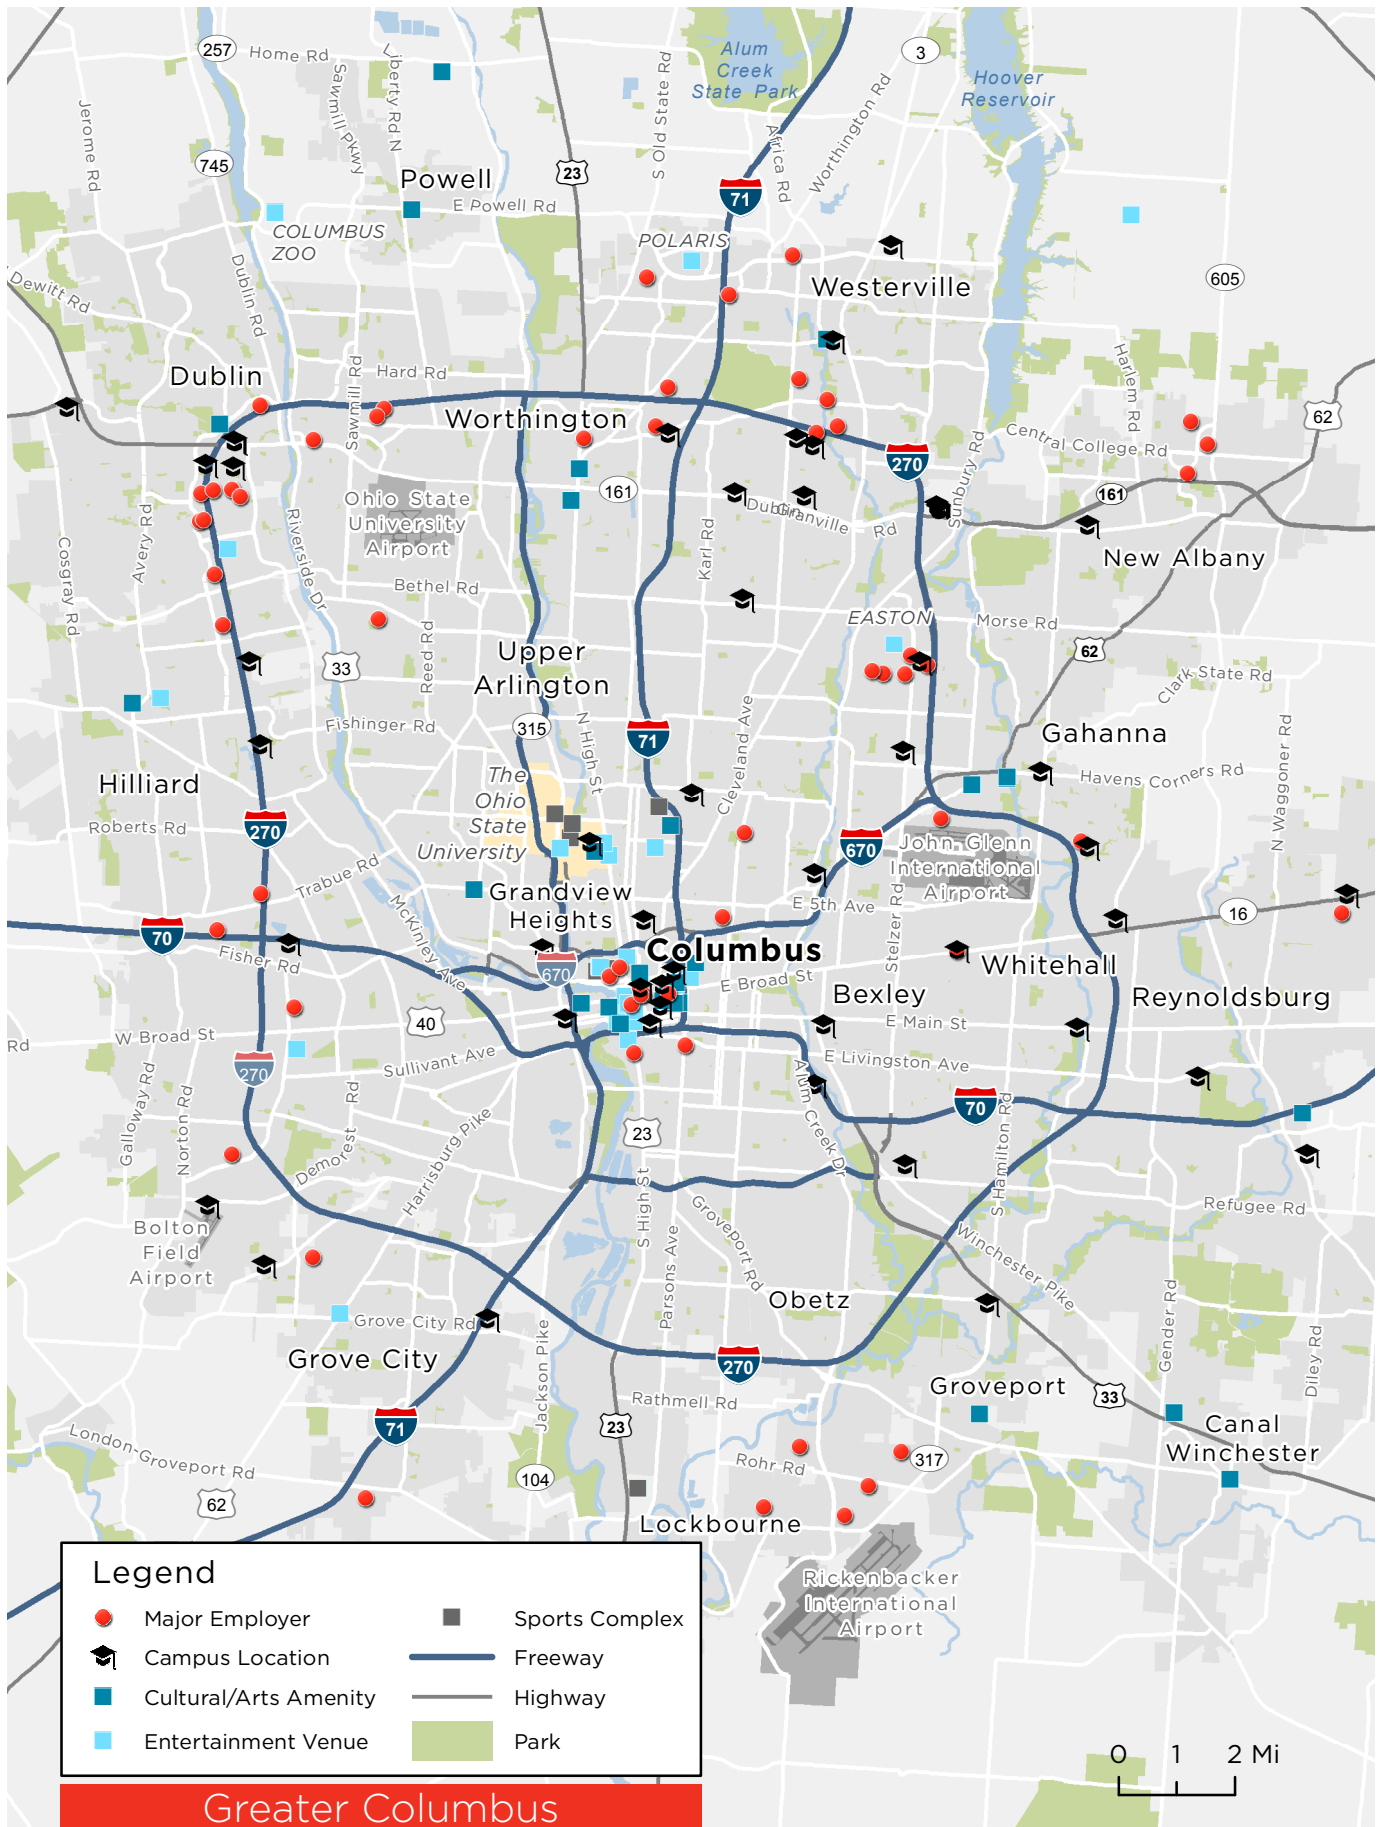 257
Home Rd
Liberty Rd N
Sawmill Pkwy
Jerome Rd
745
Powell
E Powell Rd
23
S Old State Rd
Alum
Creek
State Park
3
Hoover
Reservoir
Africa Rd
Worthington Rd
71
COLUMBUS
ZOO
POLARIS
Westerville
605
Dewitt Rd
Dublin Rd
Dublin
Hard Rd
Sawmill Rd
Worthington
Harlem Rd
62
Central College Rd
270
Sunbury Rd
161
161
Ohio State
University
Airport
Dublin
Granville
Rd
Karl Rd
New Albany
Avery Rd
Cosgray Rd
Riverside Dr
Bethel Rd
Reed Rd
EASTON
Morse Rd
62
Upper
Arlington
33
Clark State Rd
Fishinger Rd
315
N High St
71
Cleveland Ave
Gahanna
N Waggoner Rd
Havens Corners Rd
Hilliard
The
Ohio
State
University
Roberts Rd
270
670
John Glenn
International
Airport
Trabue Rd
Grandview
Heights
E 5th Ave
Stelzer Rd
16
McKinley Ave
70
Fisher Rd
Columbus
670
E Broad St
Whitehall
Bexley
Reynoldsburg
E Main St
40
W Broad St
Rd
Sullivant Ave
E Livingston Ave
270
Galloway Rd
Norton Rd
Demorest Rd
Harrisburg Pike
23
Alum Creek Dr
70
S Hamilton Rd
Refugee Rd
Bolton
Field
Airport
S High St
Parsons Ave
Groveport Rd
Winchester Pike
Obetz
Gender Rd
Diley Rd
Grove City Rd
Grove City
Jackson Pike
270
Groveport
33
Rathmell Rd
71
23
Canal
Winchester
London-Groveport Rd
62
104
Rohr Rd
317
Lockbourne
Rickenbacker
International
Airport
Legend
Major Employer
Sports Complex
Campus Location
Freeway
Cultural/Arts Amenity
Highway
Entertainment Venue
Park
0 1 2 Mi
Greater Columbus